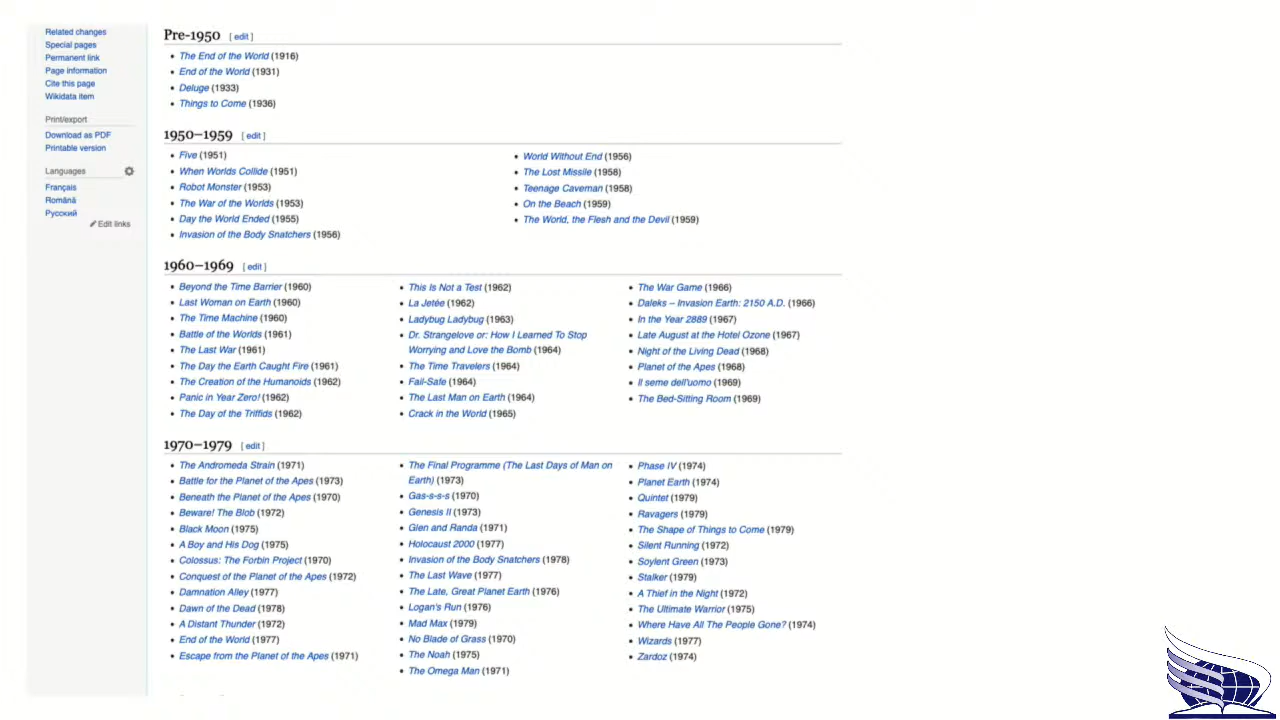 Related changes
Special pages
Permanent link
Page information
Cite this page
Wikidata item
Print/export
Download as PDF
Printable version
Languages
Français
Română
Русский
Edit links
Pre-1950 [ edit ]
• The End of the World (1916)
• End of the World (1931)
• Deluge (1933)
• Things to Come (1936)
1950–1959 [ edit ]
• Five (1951)
• When Worlds Collide (1951)
• Robot Monster (1953)
• The War of the Worlds (1953)
• Day the World Ended (1955)
• Invasion of the Body Snatchers (1956)
• World Without End (1956)
• The Lost Missile (1958)
• Teenage Caveman (1958)
• On the Beach (1959)
• The World, the Flesh and the Devil (1959)
1960–1969 [ edit ]
• Beyond the Time Barrier (1960)
• Last Woman on Earth (1960)
• The Time Machine (1960)
• Battle of the Worlds (1961)
• The Last War (1961)
• The Day the Earth Caught Fire (1961)
• The Creation of the Humanoids (1962)
• Panic in Year Zero! (1962)
• The Day of the Triffids (1962)
• This Is Not a Test (1962)
• La Jetée (1962)
• Ladybug Ladybug (1963)
• Dr. Strangelove or: How I Learned To Stop
Worrying and Love the Bomb (1964)
• The Time Travelers (1964)
• Fail-Safe (1964)
• The Last Man on Earth (1964)
• Crack in the World (1965)
• The War Game (1966)
• Daleks – Invasion Earth: 2150 A.D. (1966)
• In the Year 2889 (1967)
• Late August at the Hotel Ozone (1967)
• Night of the Living Dead (1968)
• Planet of the Apes (1968)
• Il seme dell'uomo (1969)
• The Bed-Sitting Room (1969)
1970–1979 [ edit ]
• The Andromeda Strain (1971)
• Battle for the Planet of the Apes (1973)
• Beneath the Planet of the Apes (1970)
• Beware! The Blob (1972)
• Black Moon (1975)
• A Boy and His Dog (1975)
• Colossus: The Forbin Project (1970)
• Conquest of the Planet of the Apes (1972)
• Damnation Alley (1977)
• Dawn of the Dead (1978)
• A Distant Thunder (1972)
• End of the World (1977)
• Escape from the Planet of the Apes (1971)
• The Final Programme (The Last Days of Man on
Earth) (1973)
• Gas-s-s-s (1970)
• Genesis II (1973)
• Glen and Randa (1971)
• Holocaust 2000 (1977)
• Invasion of the Body Snatchers (1978)
• The Last Wave (1977)
• The Late, Great Planet Earth (1976)
• Logan's Run (1976)
• Mad Max (1979)
• No Blade of Grass (1970)
• The Noah (1975)
• The Omega Man (1971)
• Phase IV (1974)
• Planet Earth (1974)
• Quintet (1979)
• Ravagers (1979)
• The Shape of Things to Come (1979)
• Silent Running (1972)
• Soylent Green (1973)
• Stalker (1979)
• A Thief in the Night (1972)
• The Ultimate Warrior (1975)
• Where Have All The People Gone? (1974)
• Wizards (1977)
• Zardoz (1974)